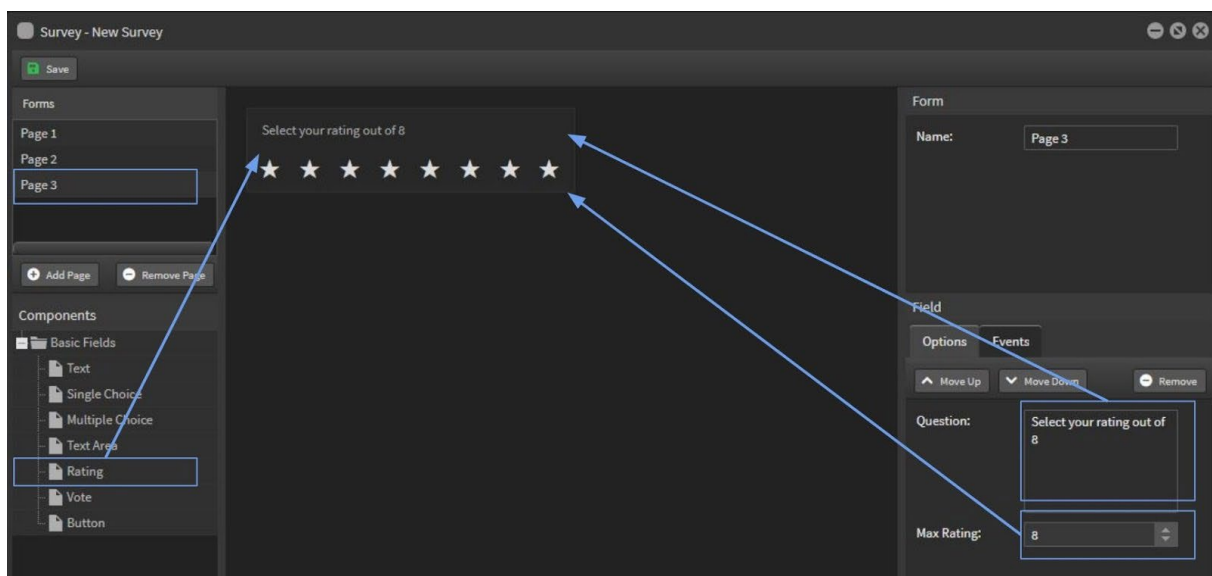 Survey - New Survey
Save
Forms
Page 1
Page 2
Page 3
Add Page
Remove Page
Components
Basic Fields
Text
Single Choice
Multiple Choice
Text Area
Rating
Vote
Button
Select your rating out of 8
Form
Name:
Page 3
Field
Options
Events
Move Up
Move Down
Remove
Question:
Select your rating out of
8
Max Rating:
8